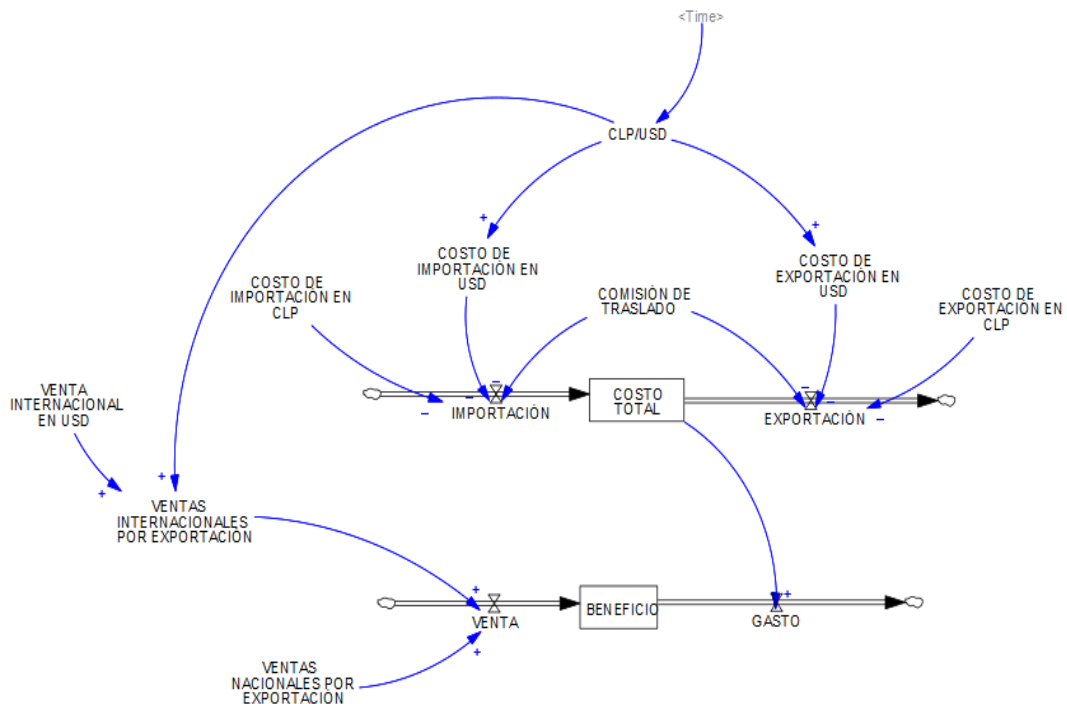 <Time>
CLP/USD
COSTO DE
IMPORTACIÓN EN
USD
COSTO DE
EXPORTACIÓN EN
USD
COSTO DE
IMPORTACIÓN EN
CLP
COMISIÓN DE
TRASLADO
COSTO DE
EXPORTACIÓN EN
CLP
VENTA
INTERNACIONAL
EN USD
IMPORTACIÓN
COSTO
TOTAL
EXPORTACIÓN
VENTAS
INTERNACIONALES
POR EXPORTACIÓN
VENTA
BENEFICIO
GASTO
VENTAS
NACIONALES POR
EXPORTACIÓN